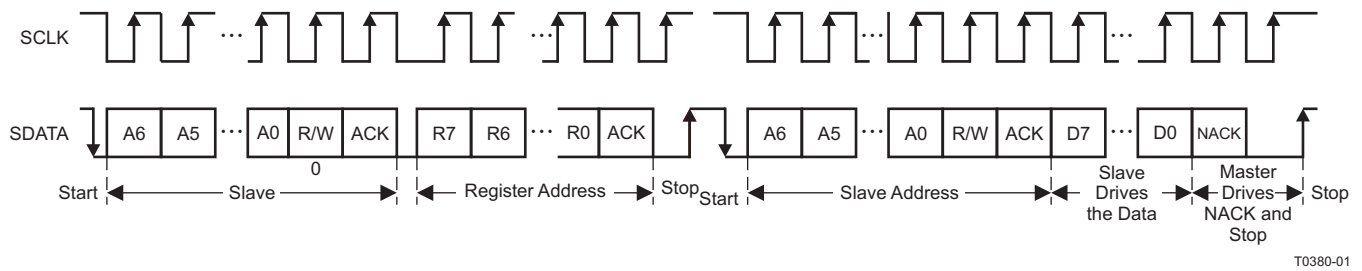 SCLK ... ... ... ...
SDATA A6 A5 ... A0 R/W ACK R7 R6 ... R0 ACK A6 A5 ... A0 R/W ACK D7 ... D0 NACK
0
Start Slave Register Address Stop Start Slave Address Slave Drives the Data Master Drives NACK and Stop Stop
T0380-01